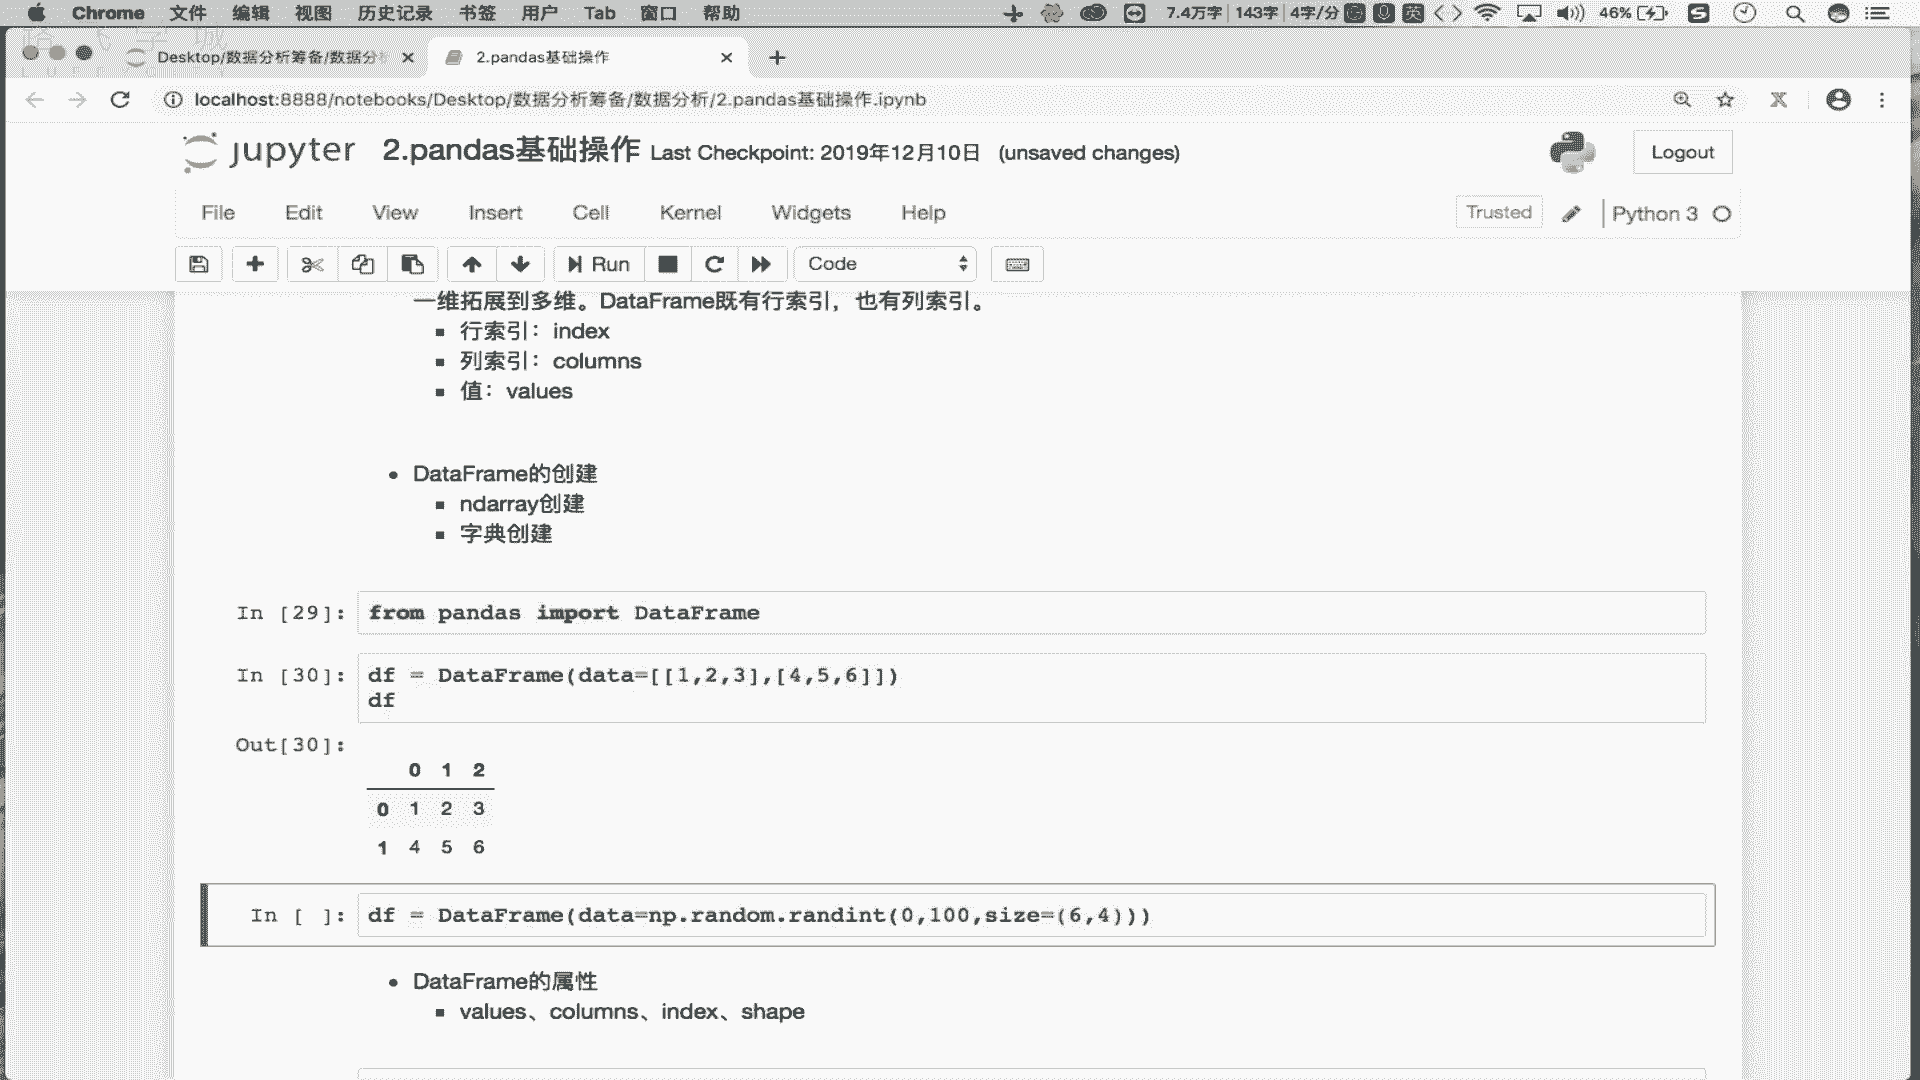 Chrome 文件 编辑 视图 历史记录 书签 用户 Tab 窗口 帮助 7.4万字 143字 4字/分 英 46%
Desktop/数据分析筹备/数据分析 2.pandas基础操作
localhost:8888/notebooks/Desktop/数据分析筹备/数据分析/2.pandas基础操作.ipynb
jupyter 2.pandas基础操作 Last Checkpoint: 2019年12月10日 (unsaved changes) Logout
File Edit View Insert Cell Kernel Widgets Help Trusted Python 3
Run Code
一维拓展到多维。DataFrame既有行索引，也有列索引。
行索引：index
列索引：columns
值：values
DataFrame的创建
ndarray创建
字典创建
In [29]: from pandas import DataFrame
In [30]: df = DataFrame(data=[[1,2,3],[4,5,6]])
df
Out[30]:
0 1 2
0 1 2 3
1 4 5 6
In [ ]: df = DataFrame(data=np.random.randint(0,100,size=(6,4)))
DataFrame的属性
values、columns、index、shape